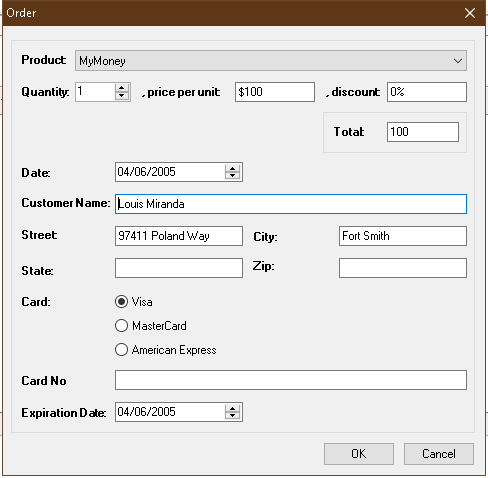 Order
Product: MyMoney
Quantity: 1 , price per unit: $100 , discount: 0%
Total: 100
Date: 04/06/2005
Customer Name: Louis Miranda
Street: 97411 Poland Way City: Fort Smith
State: Zip:
Card: Visa
MasterCard
American Express
Card No
Expiration Date: 04/06/2005
OK Cancel